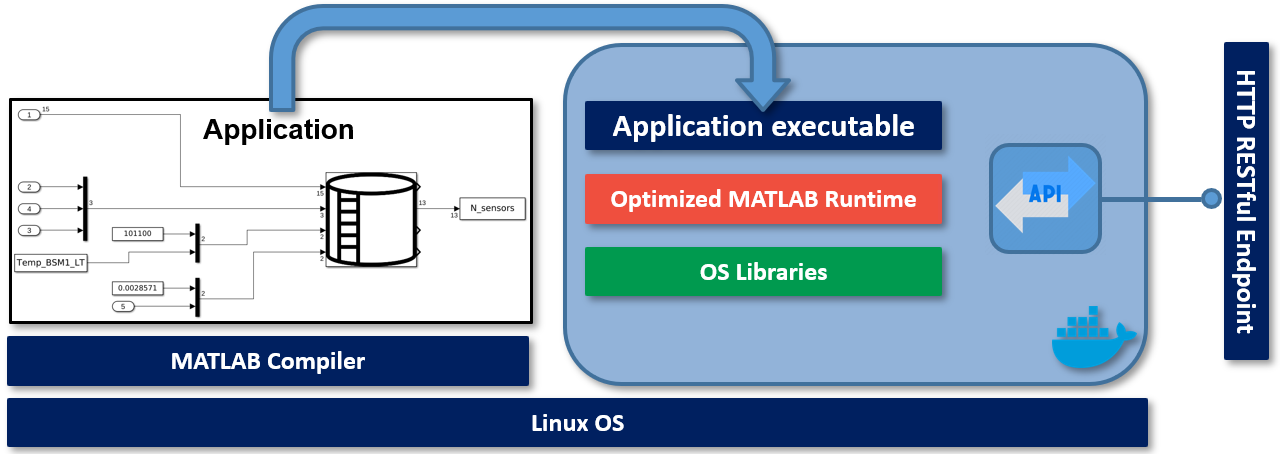 Application
1
15
2
4
3
3
101100
2
Temp_BSM1_LT
0.0028571
2
5
15
3
2
2
13
13
N_sensors
MATLAB Compiler
Application executable
Optimized MATLAB Runtime
OS Libraries
API
HTTP RESTful Endpoint
Linux OS